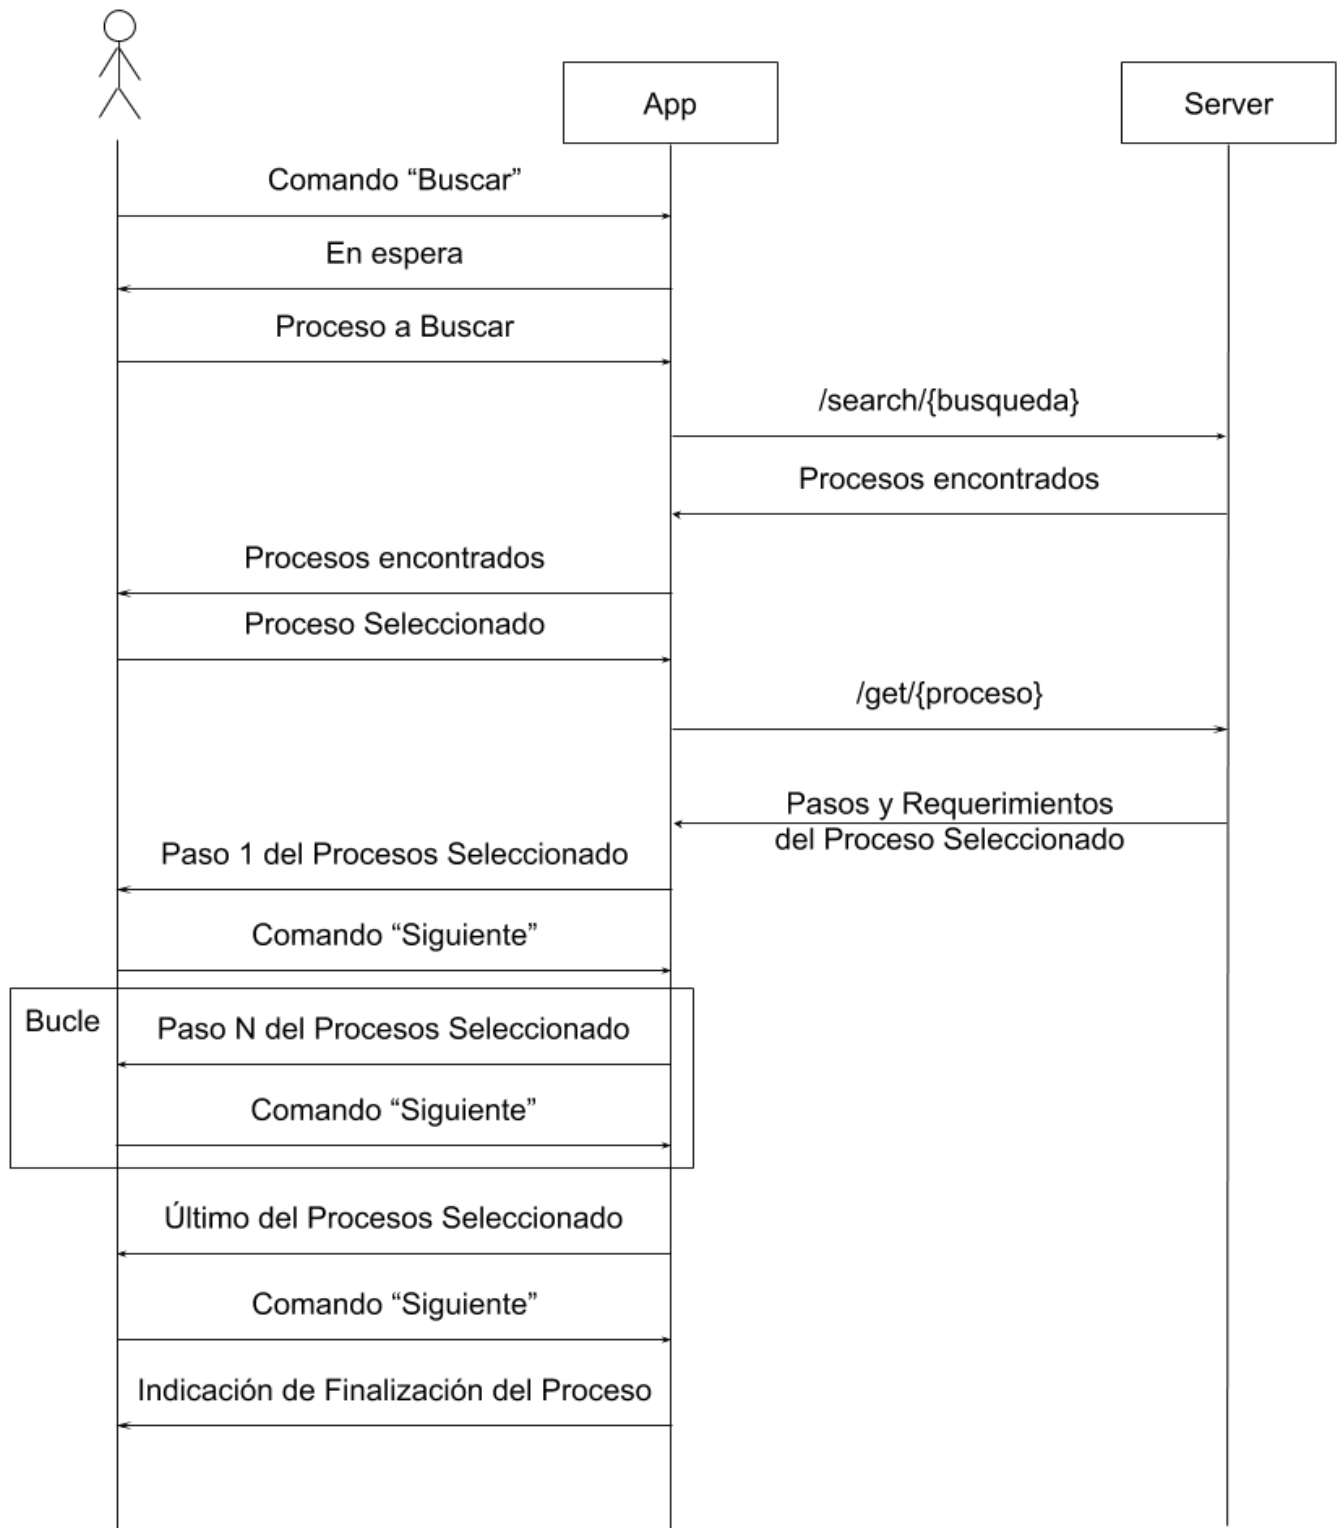 App
Server
Comando “Buscar”
En espera
Proceso a Buscar
/search/{busqueda}
Procesos encontrados
Procesos encontrados
Proceso Seleccionado
/get/{proceso}
Pasos y Requerimientos
del Proceso Seleccionado
Paso 1 del Procesos Seleccionado
Comando “Siguiente”
Bucle
Paso N del Procesos Seleccionado
Comando “Siguiente”
Último del Procesos Seleccionado
Comando “Siguiente”
Indicación de Finalización del Proceso